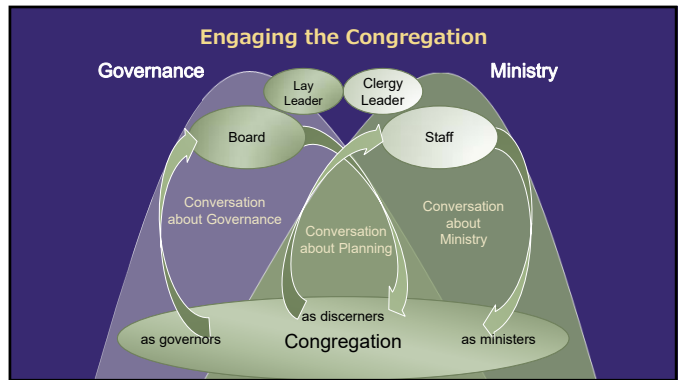 Engaging the Congregation
Governance
Ministry
Lay
Leader
Clergy
Leader
Board
Staff
Conversation
about Governance
Conversation
about Planning
Conversation
about
Ministry
as discerners
as governors
Congregation
as ministers